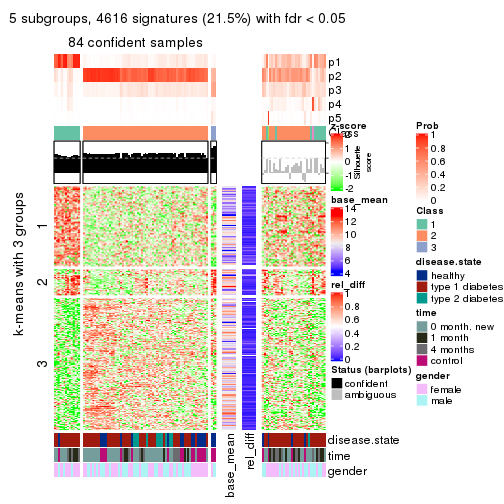 5 subgroups, 4616 signatures (21.5%) with fdr < 0.05
84 confident samples
p1
p2
p3
p4
p5
Class
z-score
2
-2
Silhouette
score
base_mean
14
12
10
8
6
4
rel_diff
1
0.8
0.6
0.4
0.2
0
Status (barplots)
confident
ambiguous
Prob
1
0.8
0.6
0.4
0.2
0
Class
1
2
3
disease.state
healthy
type 1 diabetes
type 2 diabetes
time
0 month. new
1 month
4 months
control
gender
female
male
k-means with 3 groups
1
2
3
disease.state
time
gender
base_mean
rel_diff